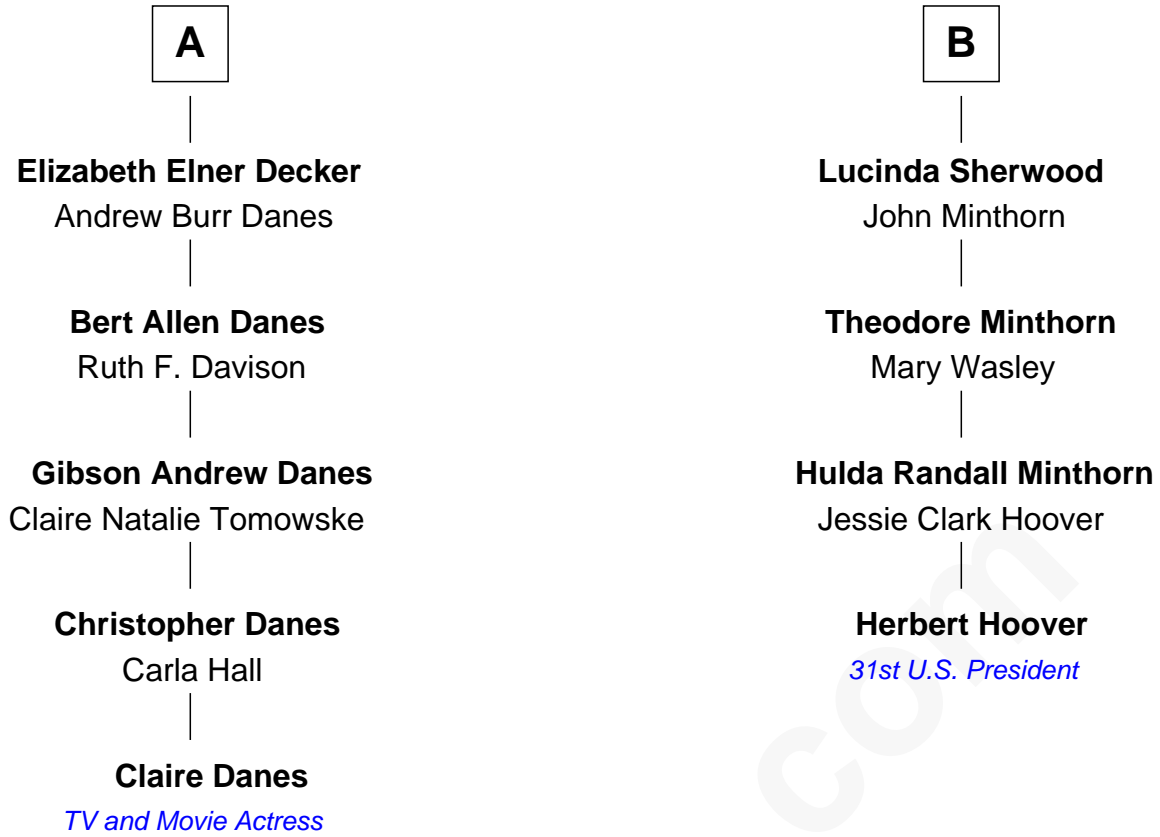 A
B
Elizabeth Elner Decker
Andrew Burr Danes
Lucinda Sherwood
John Minthorn
Bert Allen Danes
Ruth F. Davison
Theodore Minthorn
Mary Wasley
Gibson Andrew Danes
Claire Natalie Tomowske
Hulda Randall Minthorn
Jessie Clark Hoover
Christopher Danes
Carla Hall
Herbert Hoover
31st U.S. President
Claire Danes
TV and Movie Actress
com